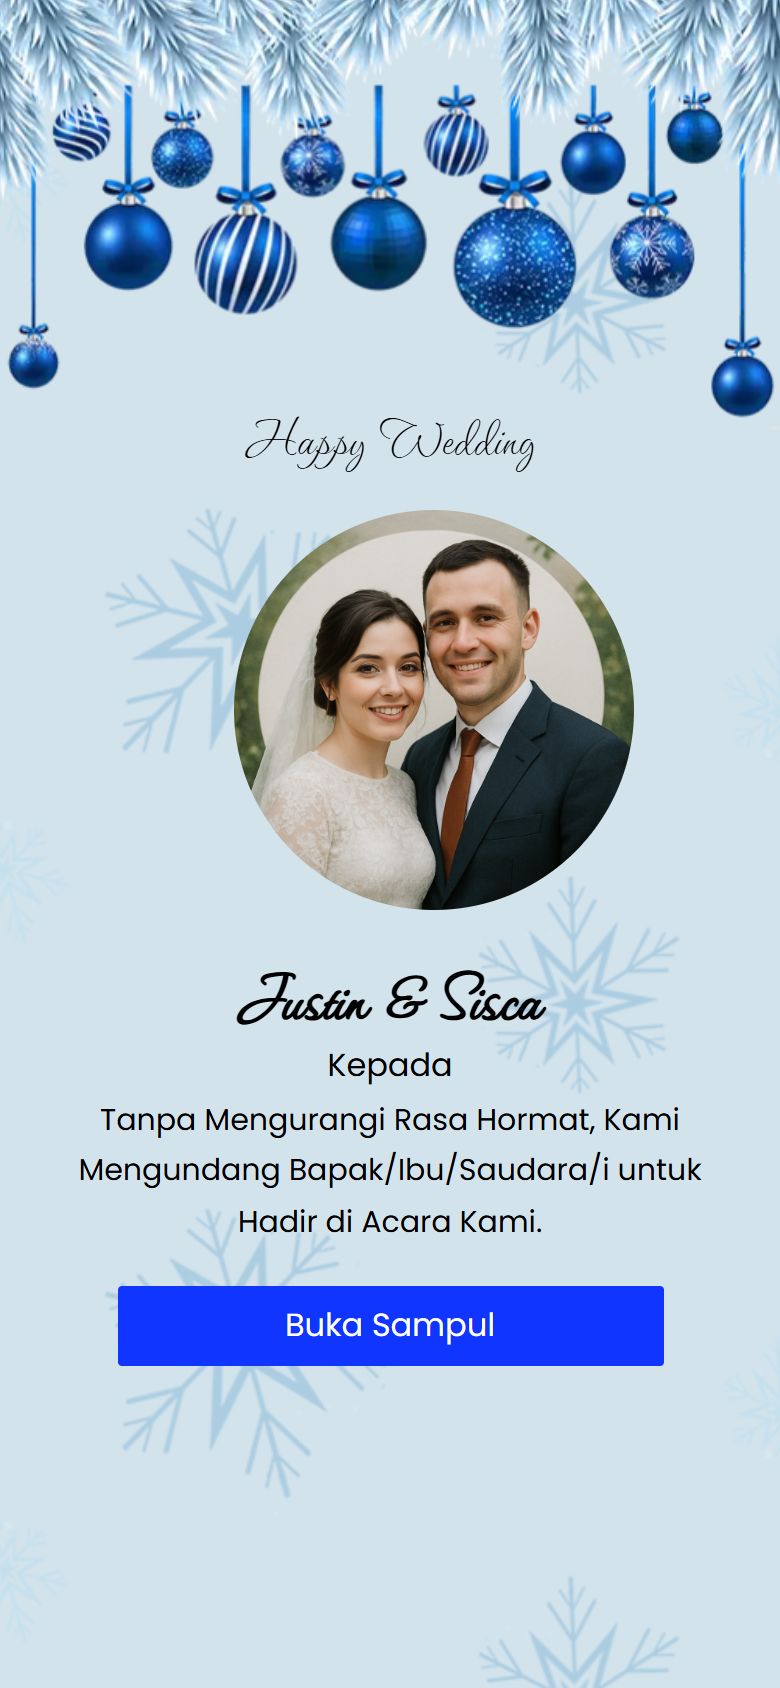 Happy Wedding
Justin & Sisca
Kepada
Tanpa Mengurangi Rasa Hormat, Kami
Mengundang Bapak/Ibu/Saudara/i untuk
Hadir di Acara Kami.
Buka Sampul